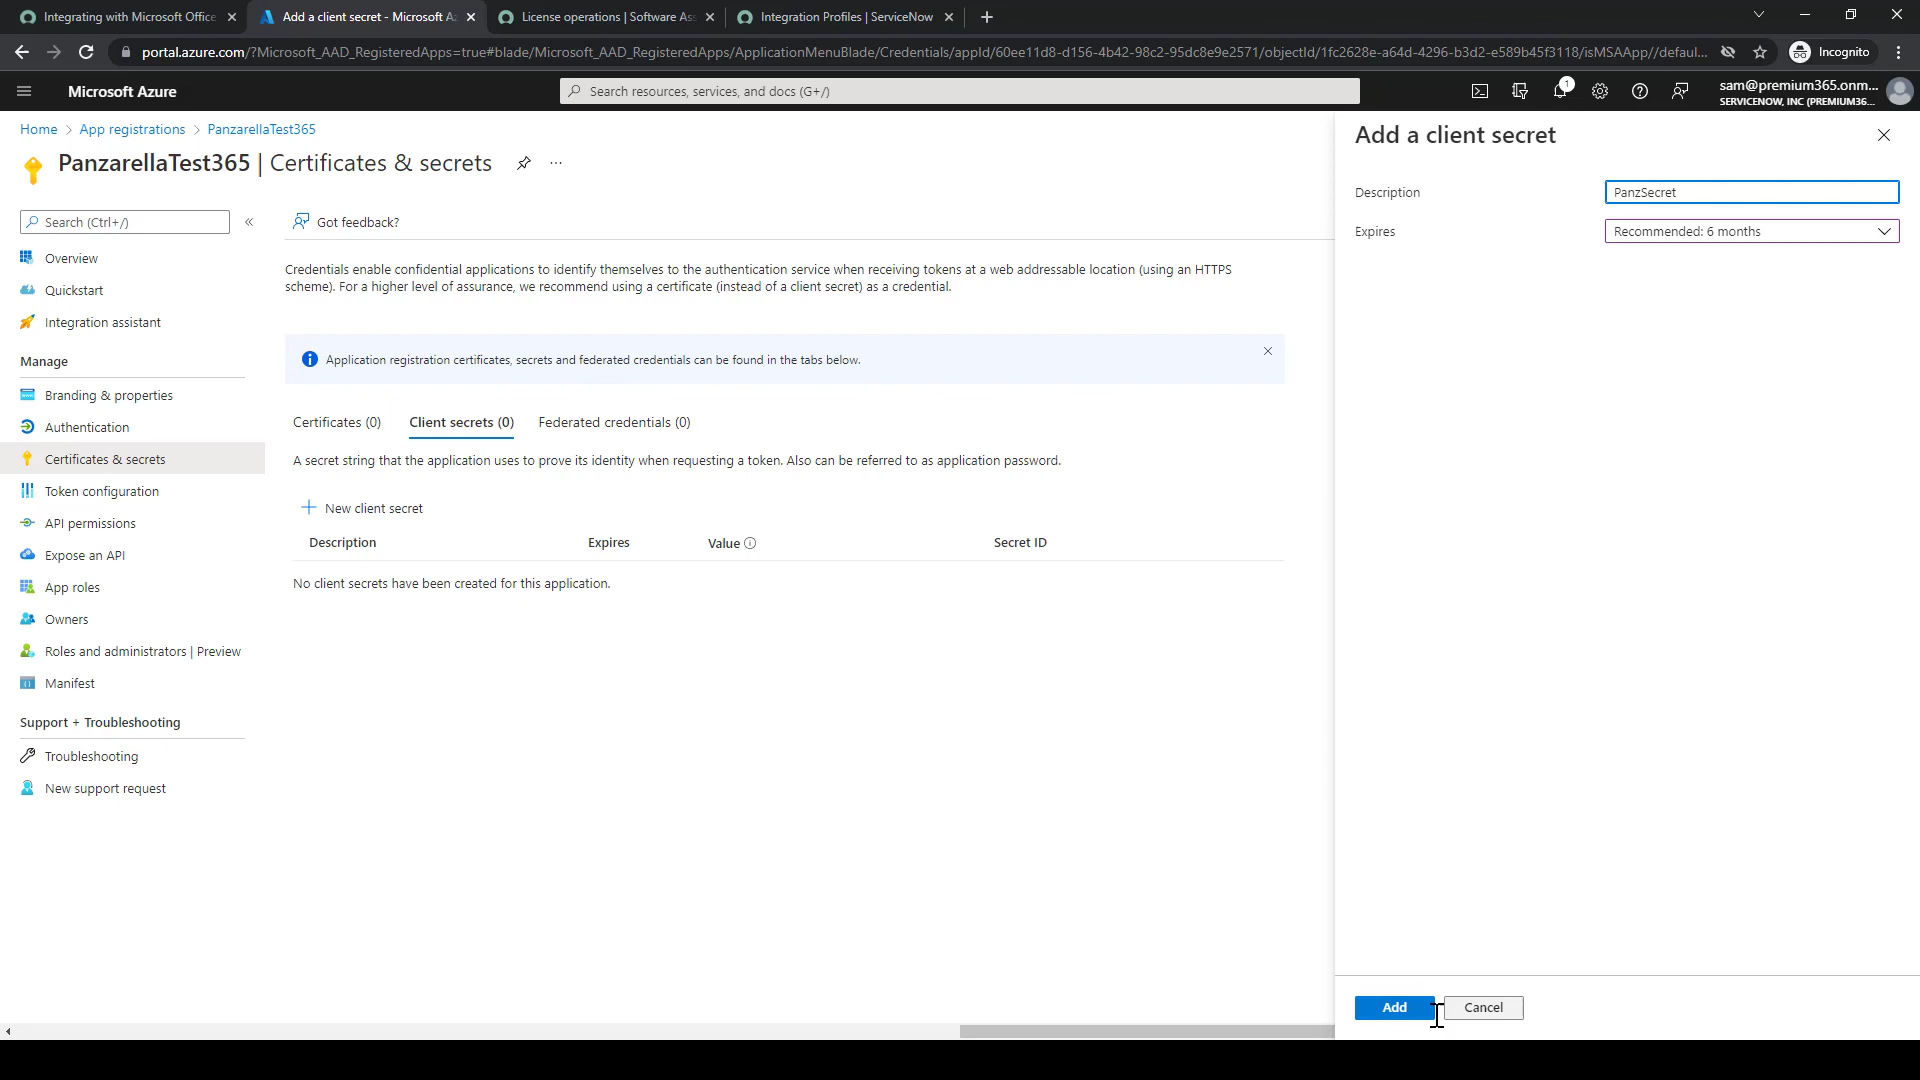 Integrating with Microsoft Office
Add a client secret - Microsoft Az
License operations | Software Ass
Integration Profiles | ServiceNow
portal.azure.com/?Microsoft_AAD_RegisteredApps=true#blade/Microsoft_AAD_RegisteredApps/ApplicationMenuBlade/Credentials/appId/60ee11d8-d156-4b42-98c2-95dc8e9e2571/objectId/1fc2628e-a64d-4296-b3d2-e589b45f3118/isMSAApp//defaul...
Incognito
Microsoft Azure
Search resources, services, and docs (G+/)
1
sam@premium365.onm...
SERVICENOW, INC (PREMIUM36...
Home > App registrations > PanzarellaTest365
PanzarellaTest365 | Certificates & secrets
...
Search (Ctrl+/)
«
Overview
Quickstart
Integration assistant
Manage
Branding & properties
Authentication
Certificates & secrets
Token configuration
API permissions
Expose an API
App roles
Owners
Roles and administrators | Preview
Manifest
Support + Troubleshooting
Troubleshooting
New support request
Got feedback?
Credentials enable confidential applications to identify themselves to the authentication service when receiving tokens at a web addressable location (using an HTTPS
scheme). For a higher level of assurance, we recommend using a certificate (instead of a client secret) as a credential.
Application registration certificates, secrets and federated credentials can be found in the tabs below.
Certificates (0)
Client secrets (0)
Federated credentials (0)
A secret string that the application uses to prove its identity when requesting a token. Also can be referred to as application password.
New client secret
Description
Expires
Value
Secret ID
No client secrets have been created for this application.
Add a client secret
Description
PanzSecret
Expires
Recommended: 6 months
Add
Cancel